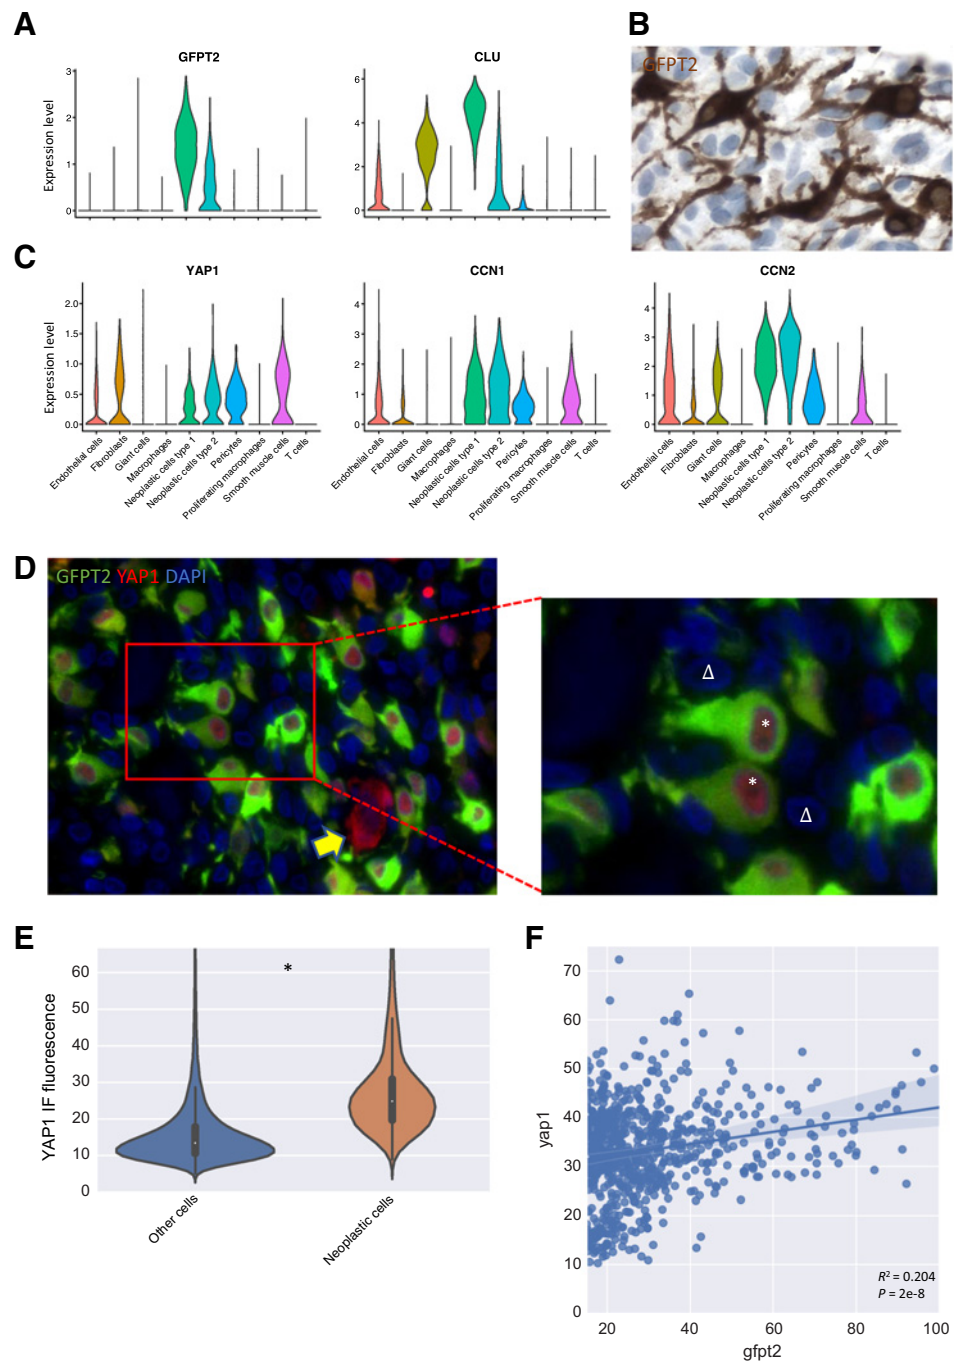 A
GFPT2
Expression level
3
2
1
0
CLU
6
4
2
0
B
GFPT2
C
YAP1
Expression level
2.0
1.5
1.0
0.5
0.0
Endothelial cells
Fibroblasts
Giant cells
Macrophages
Neoplastic cells type 1
Neoplastic cells type 2
Pericytes
Proliferating macrophages
Smooth muscle cells
T cells
CCN1
4
3
2
1
0
Endothelial cells
Fibroblasts
Giant cells
Macrophages
Neoplastic cells type 1
Neoplastic cells type 2
Pericytes
Proliferating macrophages
Smooth muscle cells
T cells
CCN2
4
3
2
1
0
Endothelial cells
Fibroblasts
Giant cells
Macrophages
Neoplastic cells type 1
Neoplastic cells type 2
Pericytes
Proliferating macrophages
Smooth muscle cells
T cells
D
GFPT2 YAP1 DAPI
Δ
*
*
Δ
E
YAP1 IF fluorescence
60
50
40
30
20
10
0
*
Other cells
Neoplastic cells
F
yap1
70
60
50
40
30
20
10
0
R² = 0.204
P = 2e-8
20 40 60 80 100
gfpt2